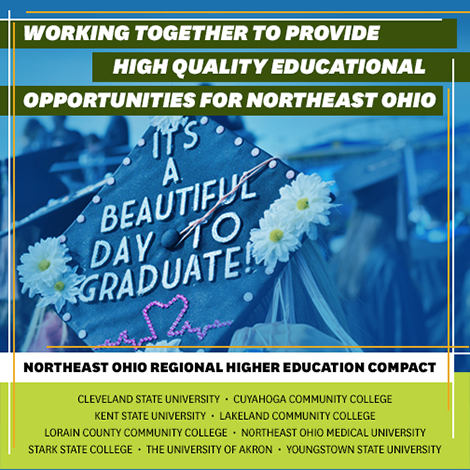 WORKING TOGETHER TO PROVIDE
HIGH QUALITY EDUCATIONAL
OPPORTUNITIES FOR NORTHEAST OHIO
IT'S
A
BEAUTIFUL
DAY TO
GRADUATE!
NORTHEAST OHIO REGIONAL HIGHER EDUCATION COMPACT
CLEVELAND STATE UNIVERSITY • CUYAHOGA COMMUNITY COLLEGE
KENT STATE UNIVERSITY • LAKELAND COMMUNITY COLLEGE
LORAIN COUNTY COMMUNITY COLLEGE • NORTHEAST OHIO MEDICAL UNIVERSITY
STARK STATE COLLEGE • THE UNIVERSITY OF AKRON • YOUNGSTOWN STATE UNIVERSITY